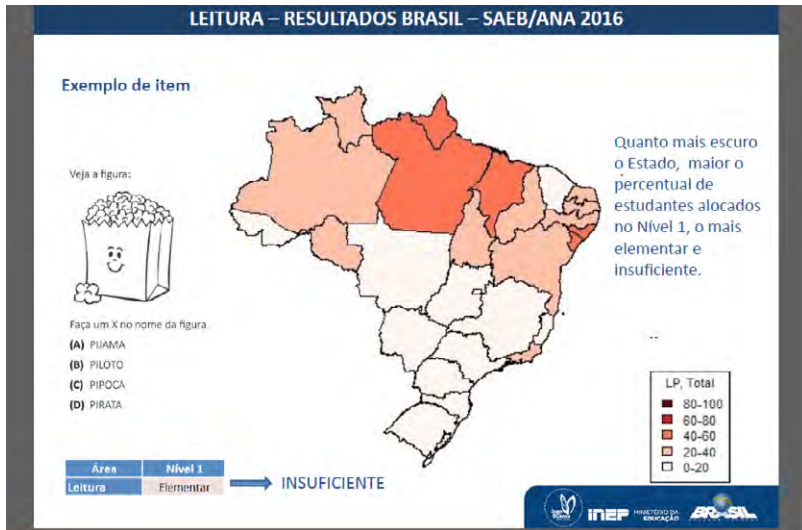 LEITURA – RESULTADOS BRASIL – SAEB/ANA 2016
Exemplo de item
Veja a figura:
Faça um X no nome da figura.
(A) PIJAMA
(B) PILOTO
(C) PIPOCA
(D) PIRATA
Quanto mais escuro
o Estado, maior o
percentual de
estudantes alocados
no Nível 1, o mais
elementar e
insuficiente.
--
LP, Total
80-100
60-80
40-60
20-40
0-20
Área Nível 1
Leitura Elementar
INSUFICIENTE
INEP
MINISTÉRIO DA
EDUCAÇÃO
BRASIL